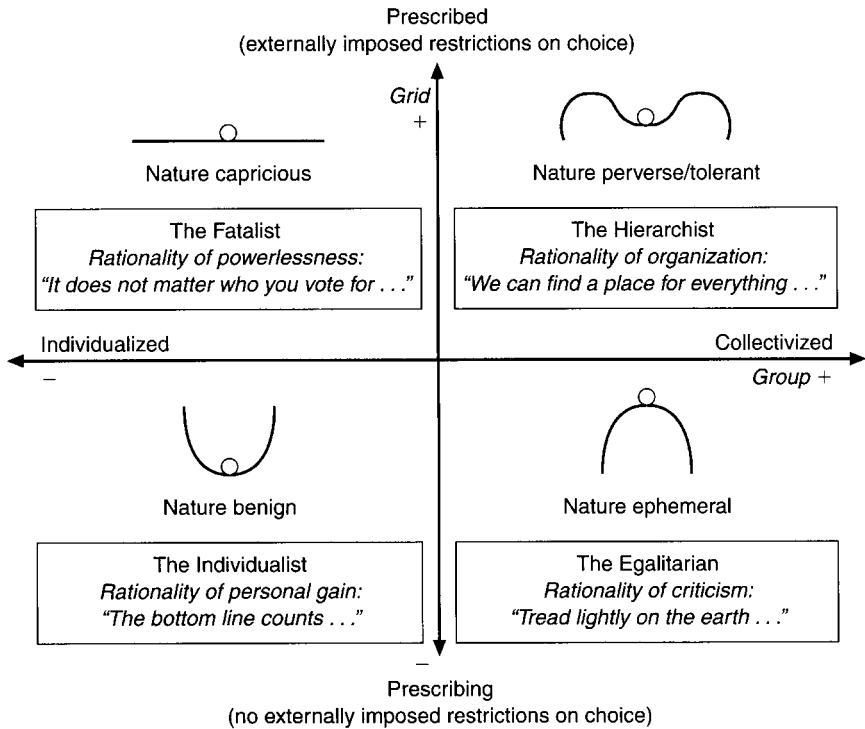 Prescribed
(externally imposed restrictions on choice)
Grid
+
Nature capricious
Nature perverse/tolerant
The Fatalist
Rationality of powerlessness:
“It does not matter who you vote for . . .”
The Hierarchist
Rationality of organization:
“We can find a place for everything . . .”
Individualized
−
Collectivized
Group +
Nature benign
Nature ephemeral
The Individualist
Rationality of personal gain:
“The bottom line counts . . .”
The Egalitarian
Rationality of criticism:
“Tread lightly on the earth . . .”
−
Prescribing
(no externally imposed restrictions on choice)